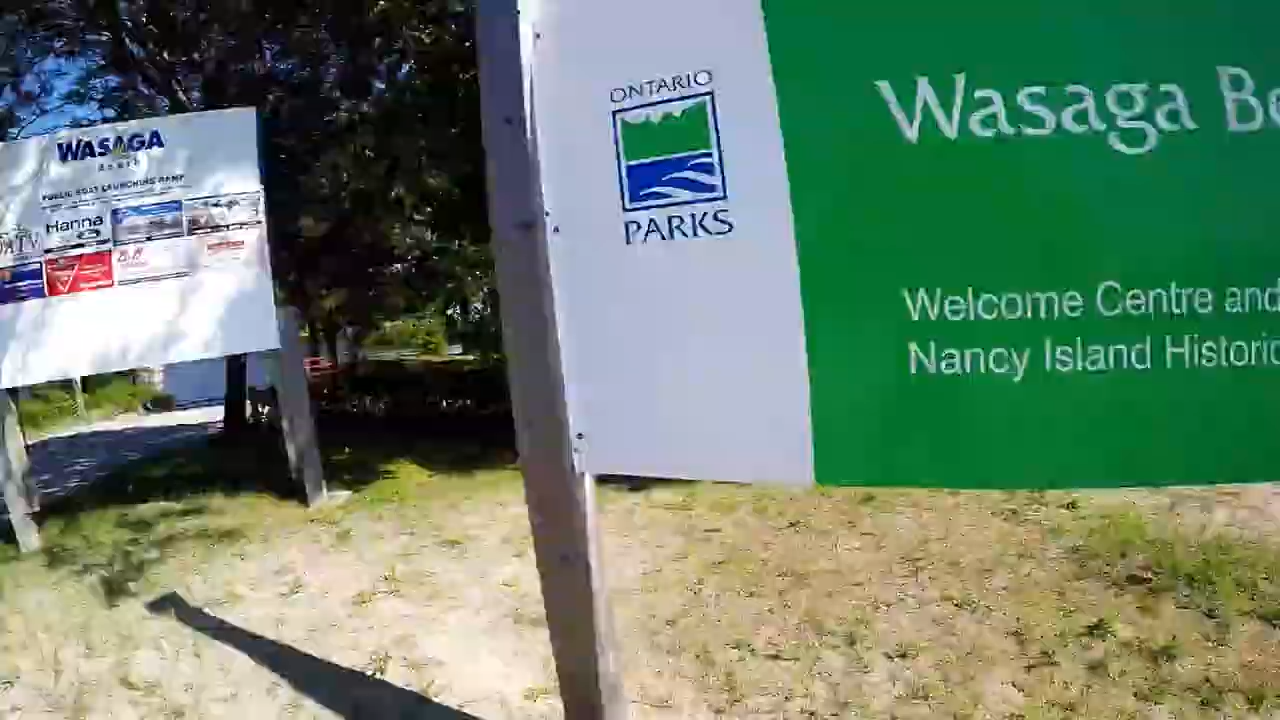 WASAGA
Beach
PUBLIC BOAT LAUNCHING RAMP
Hanna
ONTARIO
PARKS
Wasaga Be
Welcome Centre and
Nancy Island Historic